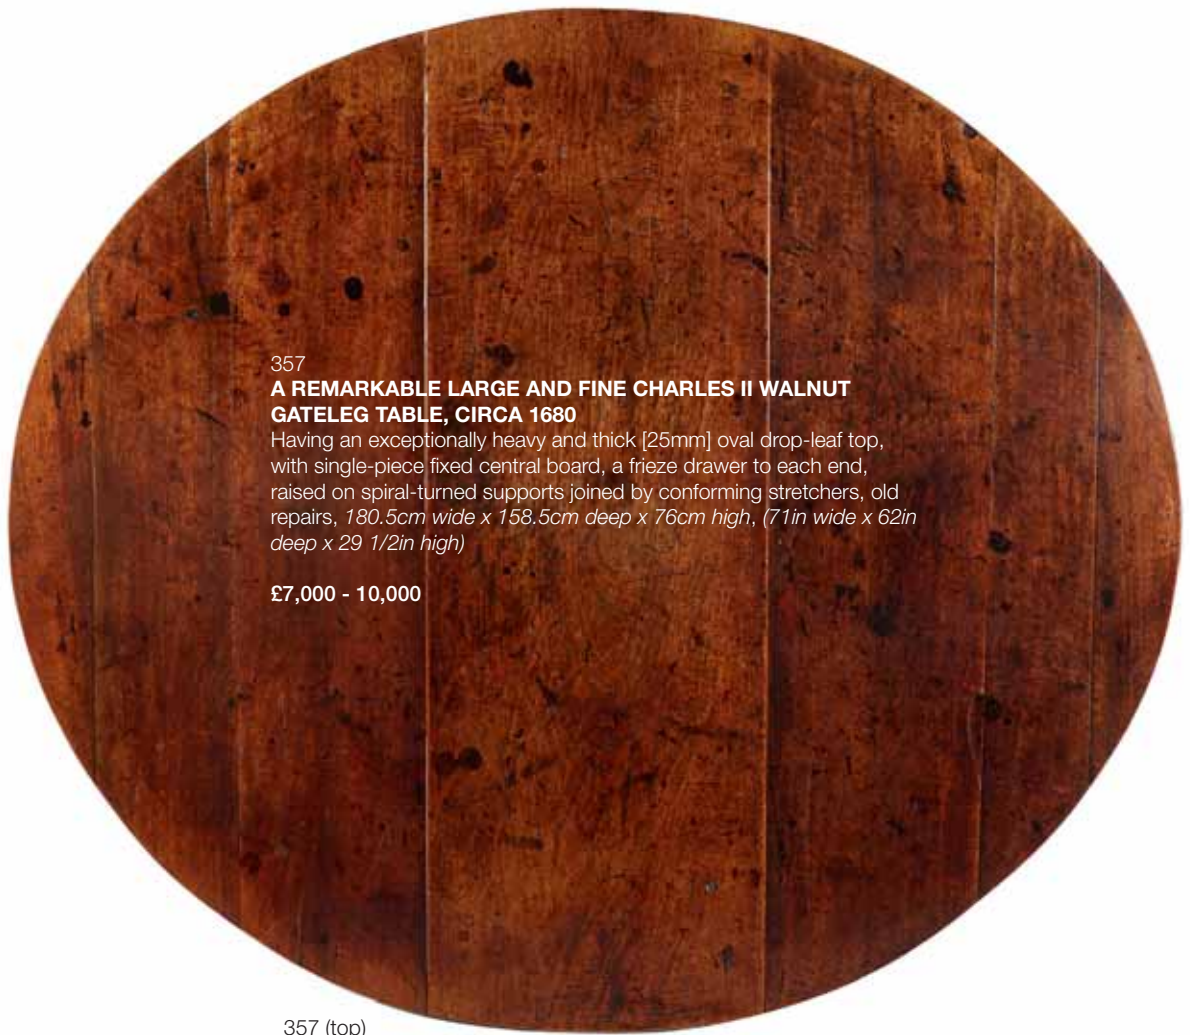 357
A REMARKABLE LARGE AND FINE CHARLES II WALNUT
GATELEG TABLE, CIRCA 1680
Having an exceptionally heavy and thick [25mm] oval drop-leaf top,
with single-piece fixed central board, a frieze drawer to each end,
raised on spiral-turned supports joined by conforming stretchers, old
repairs, 180.5cm wide x 158.5cm deep x 76cm high, (71in wide x 62in
deep x 29 1/2in high)
£7,000 - 10,000
357 (top)